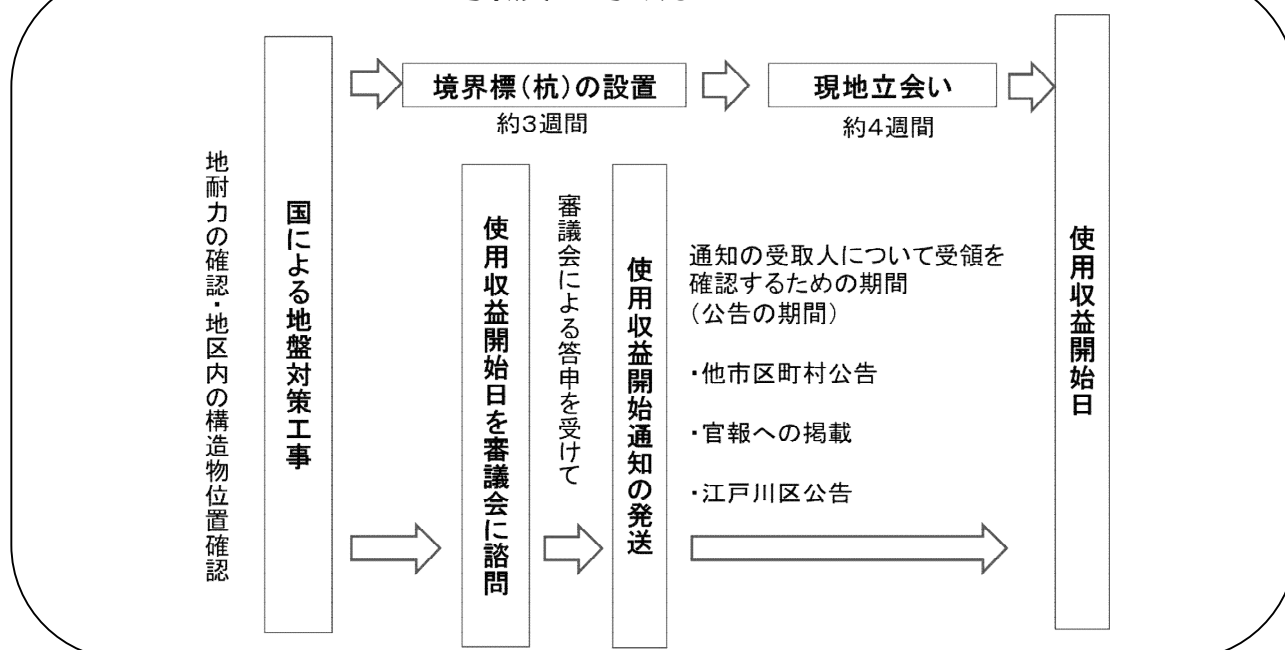 地耐力の確認・地区内の構造物位置確認
国による地盤対策工事
境界標(杭)の設置
約3週間
現地立会い
約4週間
使用収益開始日を審議会に諮問
審議会による答申を受けて
使用収益開始通知の発送
通知の受取人について受領を
確認するための期間
(公告の期間)
・他市区町村公告
・官報への掲載
・江戸川区公告
使用収益開始日